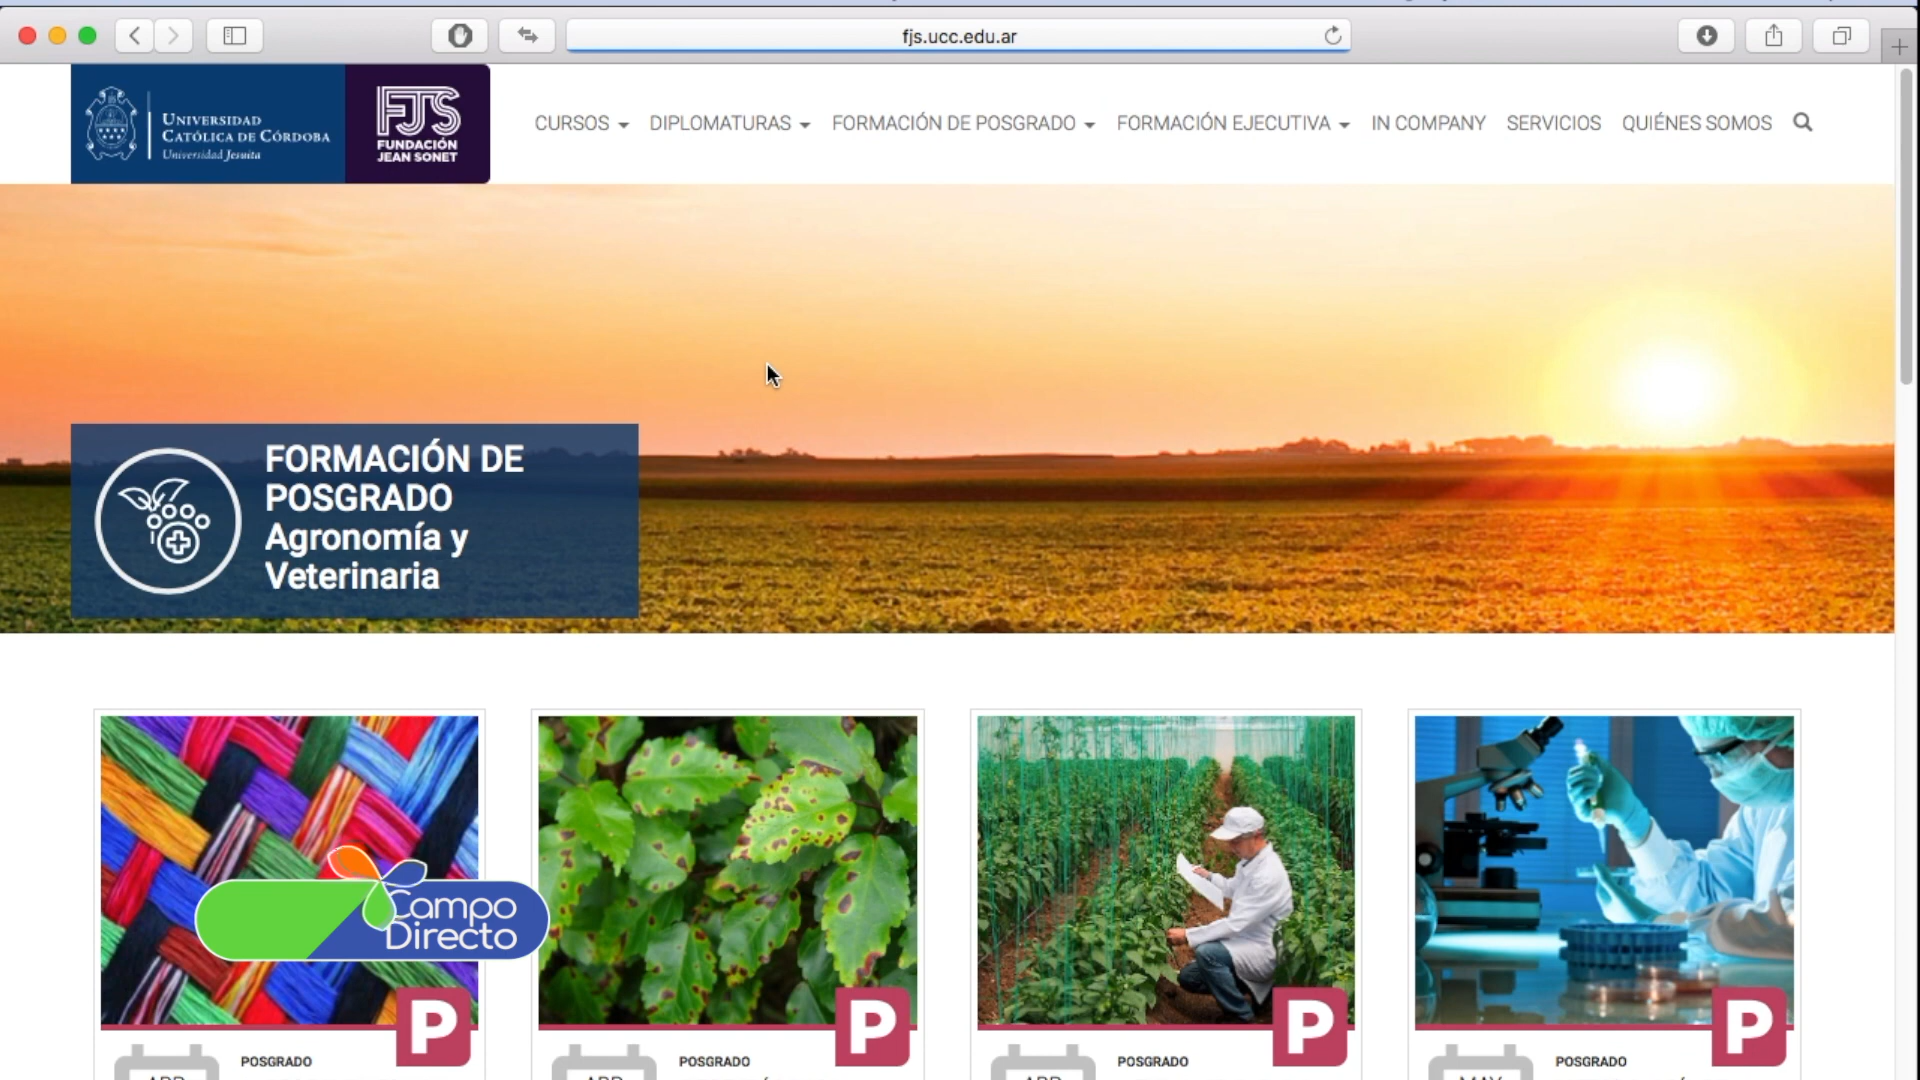 fjs.ucc.edu.ar
UNIVERSIDAD
CATÓLICA DE CÓRDOBA
Universidad Jesuita
FJS
FUNDACIÓN
JEAN SONET
CURSOS DIPLOMATURAS FORMACIÓN DE POSGRADO FORMACIÓN EJECUTIVA IN COMPANY SERVICIOS QUIÉNES SOMOS
FORMACIÓN DE
POSGRADO
Agronomía y
Veterinaria
Campo
Directo
P P P P
POSGRADO POSGRADO POSGRADO POSGRADO